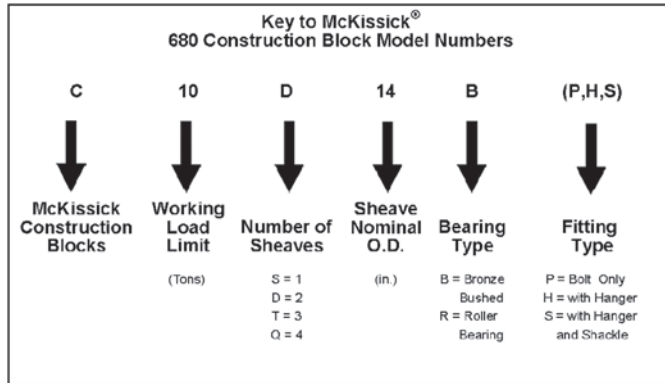 Key to McKissick®
680 Construction Block Model Numbers
C 10 D 14 B (P,H,S)
McKissick Construction Blocks
Working Load Limit
(Tons)
Number of Sheaves
S = 1
D = 2
T = 3
Q = 4
Sheave Nominal O.D.
(in.)
Bearing Type
B = Bronze
Bushed
R = Roller
Bearing
Fitting Type
P = Bolt Only
H = with Hanger
S = with Hanger
and Shackle